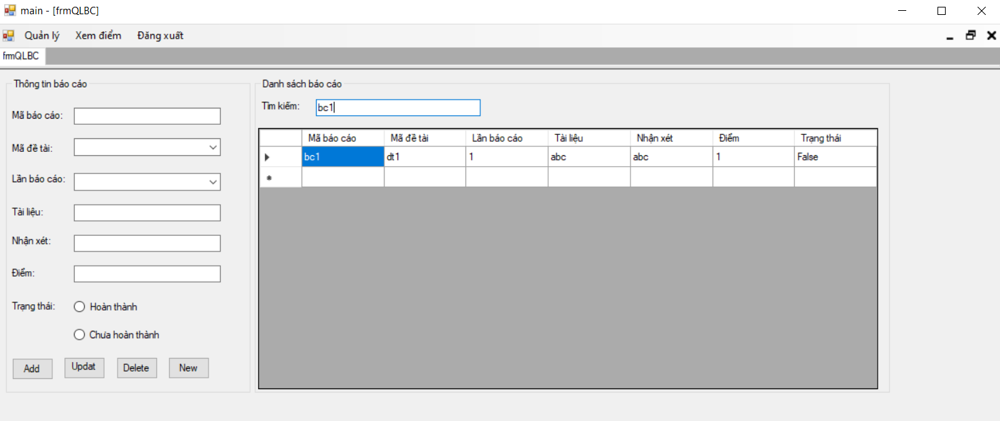 main - [frmQLBC]
Quản lý Xem điểm Đăng xuất
frmQLBC
Thông tin báo cáo
Mã báo cáo:
Mã đề tài:
Lần báo cáo:
Tài liệu:
Nhận xét:
Điểm:
Trạng thái: Hoàn thành
Chưa hoàn thành
Add Updat Delete New
Danh sách báo cáo
Tìm kiếm: bc1
Mã báo cáo Mã đề tài Lần báo cáo Tài liệu Nhận xét Điểm Trạng thái
bc1 dt1 1 abc abc 1 False